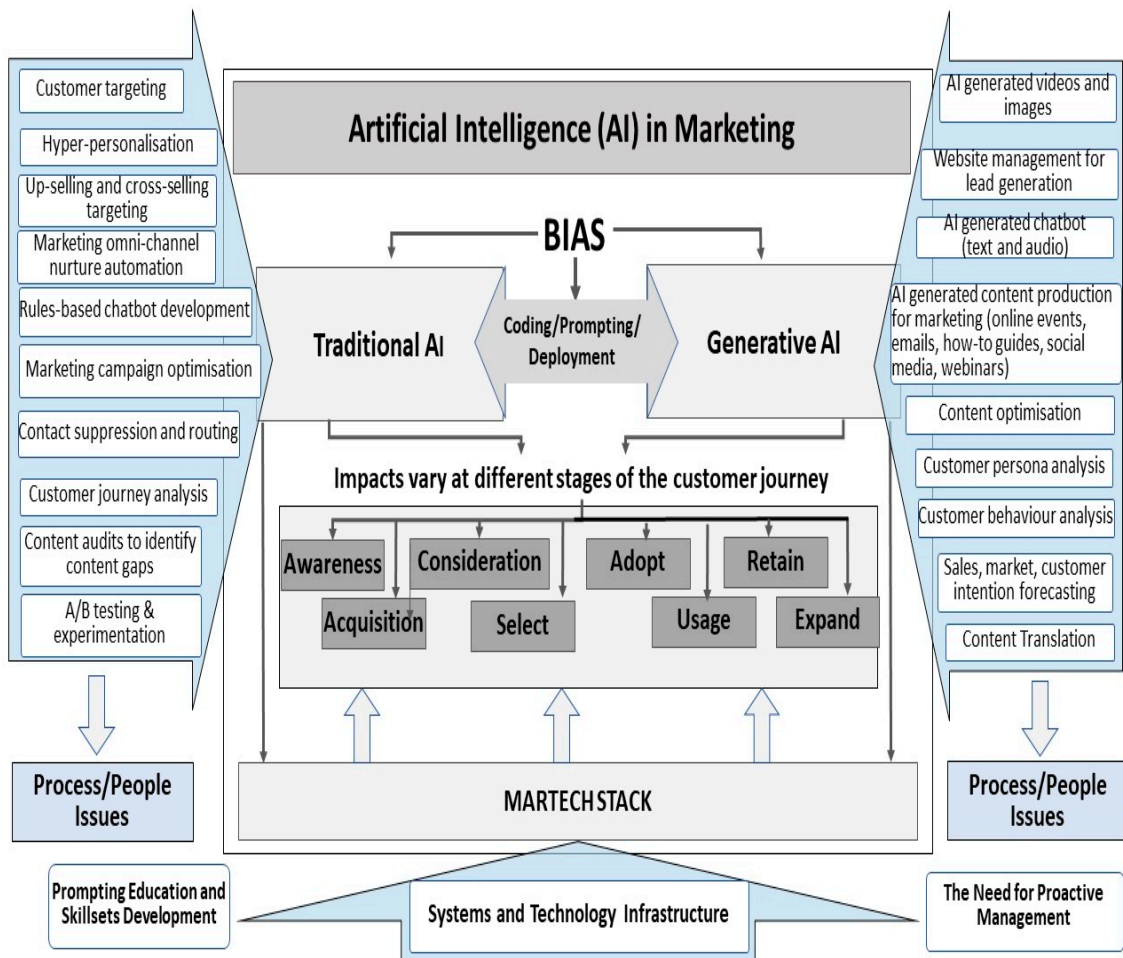 Customer targeting
Hyper-personalisation
Up-selling and cross-selling
targeting
Marketing omni-channel
nurture automation
Rules-based chatbot development
Marketing campaign optimisation
Contact suppression and routing
Customer journey analysis
Content audits to identify
content gaps
A/B testing &
experimentation
Process/People
Issues
Artificial Intelligence (AI) in Marketing
BIAS
Traditional AI
Coding/Prompting/
Deployment
Generative AI
Impacts vary at different stages of the customer journey
Awareness
Consideration
Adopt
Retain
Acquisition
Select
Usage
Expand
MARTECH STACK
AI generated videos and
images
Website management for
lead generation
AI generated chatbot
(text and audio)
AI generated content production
for marketing (online events,
emails, how-to guides, social
media, webinars)
Content optimisation
Customer persona analysis
Customer behaviour analysis
Sales, market, customer
intention forecasting
Content Translation
Process/People
Issues
Prompting Education and
Skillsets Development
Systems and Technology Infrastructure
The Need for Proactive
Management